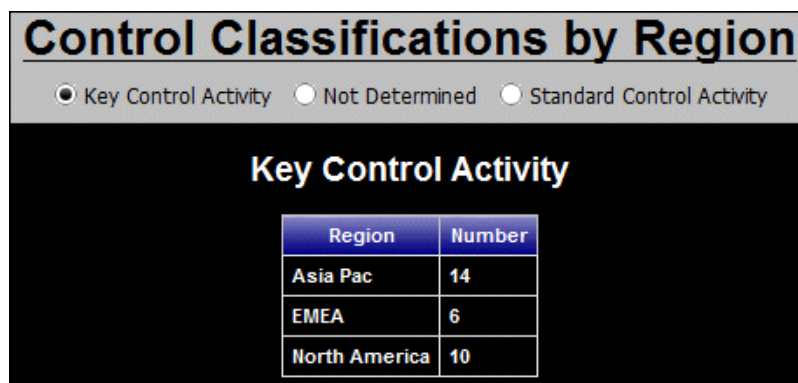 Control Classifications by Region
Key Control Activity Not Determined Standard Control Activity
Key Control Activity
Region Number
Asia Pac 14
EMEA 6
North America 10